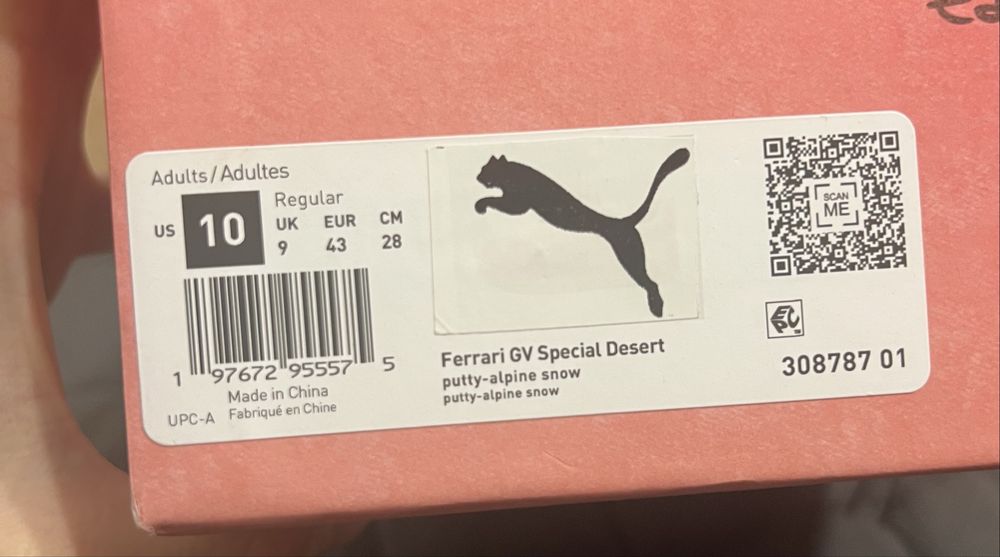 Adults/Adultes
US 10
Regular
UK EUR CM
9 43 28
1 97672 95557 5
Made in China
UPC-A Fabriqué en Chine
Ferrari GV Special Desert
putty-alpine snow
putty-alpine snow
SCAN
ME
EPC
308787 01